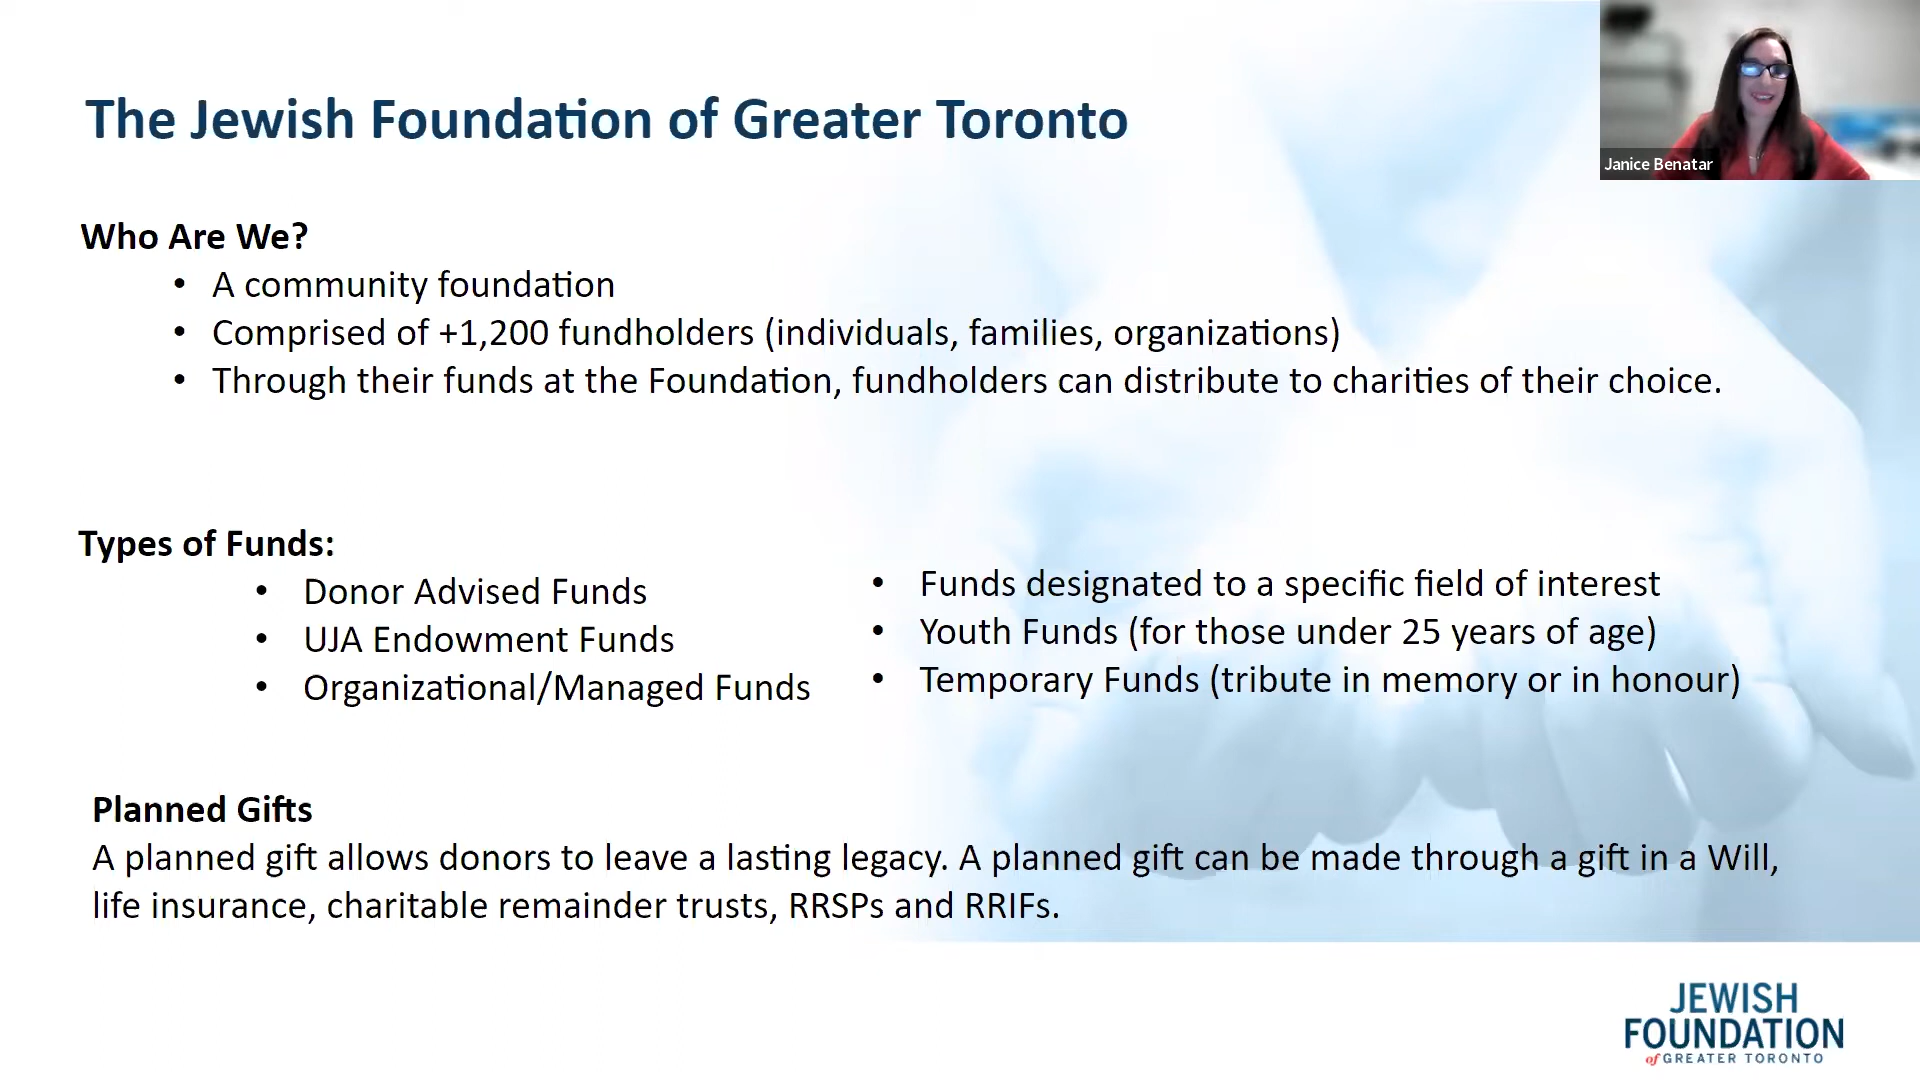 The Jewish Foundation of Greater Toronto
Janice Benatar
Who Are We?
• A community foundation
• Comprised of +1,200 fundholders (individuals, families, organizations)
• Through their funds at the Foundation, fundholders can distribute to charities of their choice.
Types of Funds:
• Donor Advised Funds
• UJA Endowment Funds
• Organizational/Managed Funds
• Funds designated to a specific field of interest
• Youth Funds (for those under 25 years of age)
• Temporary Funds (tribute in memory or in honour)
Planned Gifts
A planned gift allows donors to leave a lasting legacy. A planned gift can be made through a gift in a Will,
life insurance, charitable remainder trusts, RRSPs and RRIFs.
JEWISH
FOUNDATION
of GREATER TORONTO